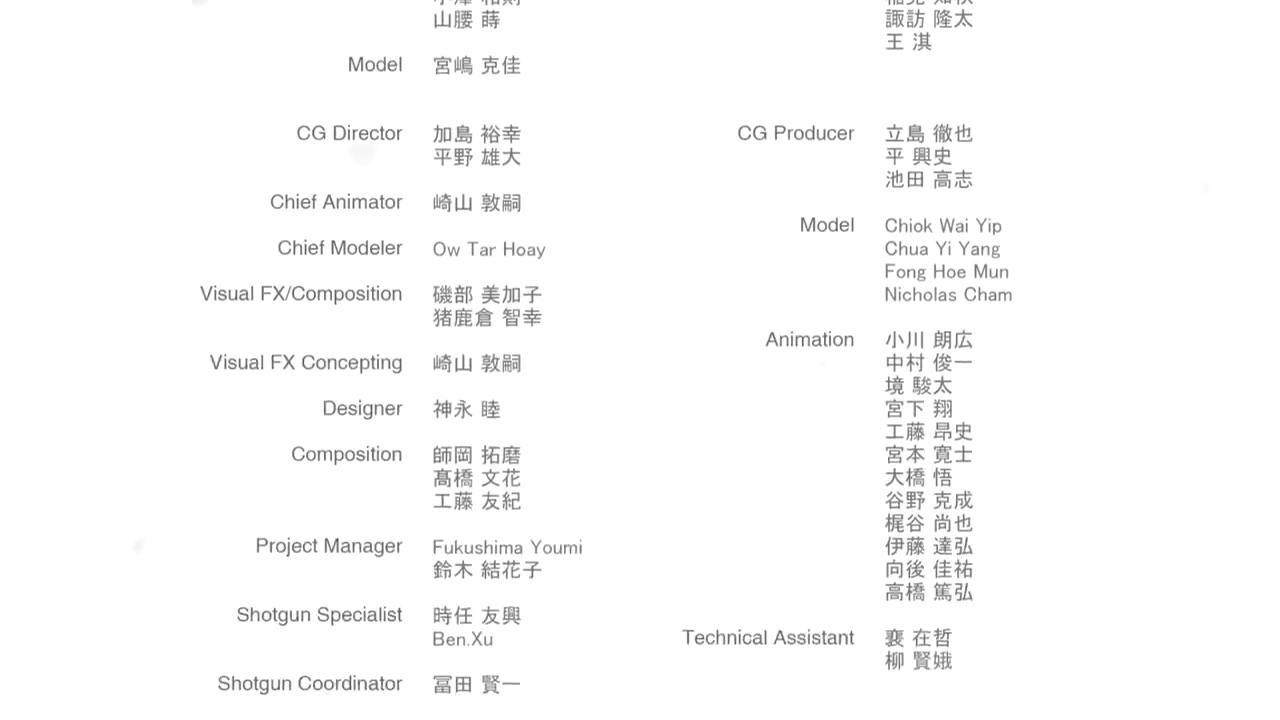 山腰 蒔
Model 宮嶋 克佳
CG Director 加島 裕幸
平野 雄大
Chief Animator 崎山 敦嗣
Chief Modeler Ow Tar Hoay
Visual FX/Composition 磯部 美加子
猪鹿倉 智幸
Visual FX Concepting 崎山 敦嗣
Designer 神永 睦
Composition 師岡 拓磨
髙橋 文花
工藤 友紀
Project Manager Fukushima Youmi
鈴木 結花子
Shotgun Specialist 時任 友興
Ben.Xu
Shotgun Coordinator 冨田 賢一
諏訪 隆太
王 淇
CG Producer 立島 徹也
平 興史
池田 高志
Model Chiok Wai Yip
Chua Yi Yang
Fong Hoe Mun
Nicholas Cham
Animation 小川 朗広
中村 俊一
境 駿太
宮下 翔
工藤 昂史
宮本 寛士
大橋 悟
谷野 克成
梶谷 尚也
伊藤 達弘
向後 佳祐
高橋 篤弘
Technical Assistant 裵 在哲
柳 賢娥